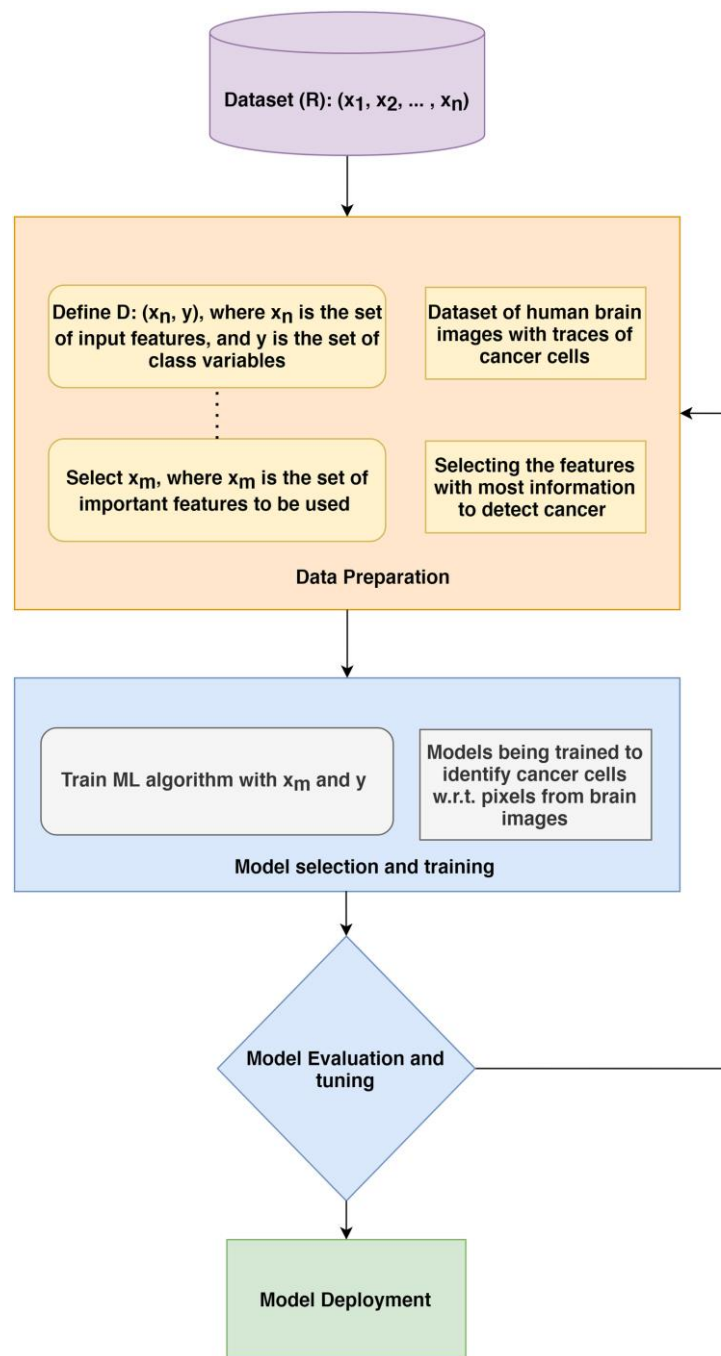 Dataset (R): (x1, x2, ... , xn)
Define D: (xn, y), where xn is the set
of input features, and y is the set of
class variables
Dataset of human brain
images with traces of
cancer cells
Select xm, where xm is the set of
important features to be used
Selecting the features
with most information
to detect cancer
Data Preparation
Train ML algorithm with xm and y
Models being trained to
identify cancer cells
w.r.t. pixels from brain
images
Model selection and training
Model Evaluation and
tuning
Model Deployment